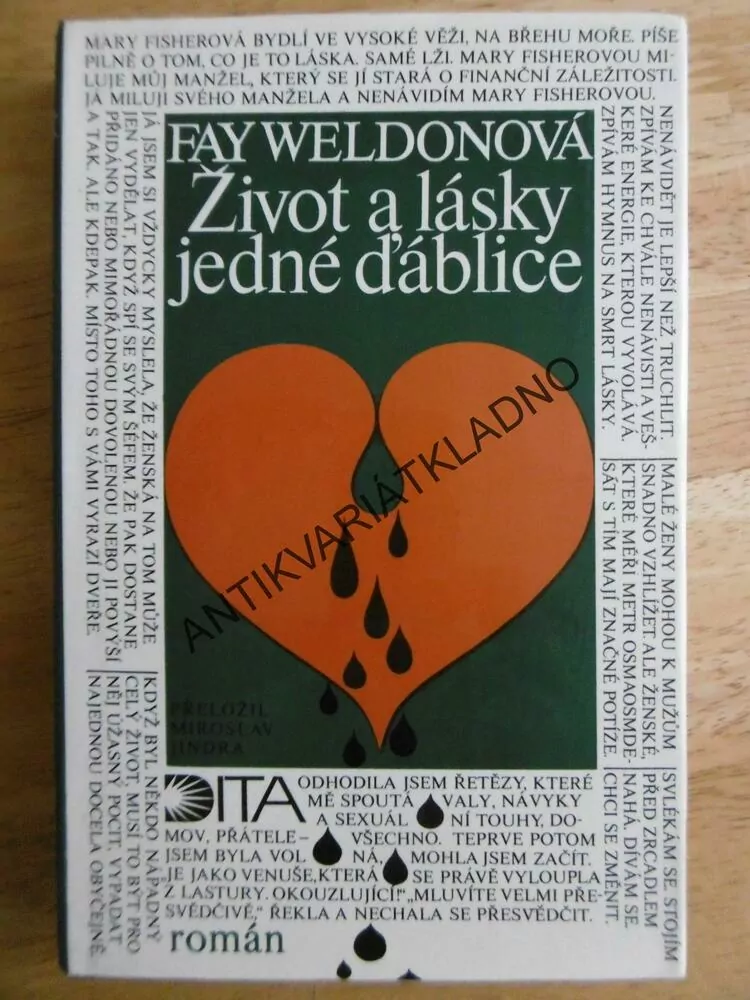 MARY FISHEROVÁ BYDLÍ VE VYSOKÉ VĚŽI, NA BŘEHU MOŘE. PÍŠE
PILNĚ O TOM, CO JE TO LÁSKA. SAMÉ LŽI. MARY FISHEROVOU MI-
LUJE MŮJ MANŽEL, KTERÝ SE JÍ STARÁ O FINANČNÍ ZÁLEŽITOSTI.
JÁ MILUJI SVÉHO MANŽELA A NENÁVIDÍM MARY FISHEROVOU.
NENÁVIDĚT JE LEPŠÍ NEŽ TRUCHLIT.
ZPÍVÁM KE CHVÁLE NENÁVISTI A VEŠ-
KERÉ ENERGIE, KTEROU VYVOLÁVÁ.
ZPÍVÁM HYMNUS NA SMRT LÁSKY.
FAY WELDONOVÁ
Život a lásky
jedné ďáblice
JÁ JSEM SI VŽDYCKY MYSLELA, ŽE ŽENSKÁ NA TOM MŮŽE
JEN VYDĚLAT, KDYŽ SPÍ SE SVÝM ŠÉFEM. ŽE PAK DOSTANE
PŘIDÁNO NEBO MIMOŘÁDNOU DOVOLENOU NEBO JI POVÝŠÍ
A TAK. ALE KDEPAK. MÍSTO TOHO S VÁMI VYRAZÍ DVEŘE.
MALÉ ŽENY MOHOU K MUŽŮM
SNADNO VZHLÍŽET. ALE ŽENSKÉ,
KTERÉ MĚŘÍ METR OSMAOSMDE-
SÁT S TÍM MAJÍ ZNAČNÉ POTÍŽE.
ANTIKVARIÁTKLADNO
PŘELOŽIL
MIROSLAV
JINDRA
KDYŽ BYL NĚKDO NÁPADNÝ
CELÝ ŽIVOT, MUSÍ TO BÝT PRO
NĚJ ÚŽASNÝ POCIT, VYPADAT
NAJEDNOU DOCELA OBYČEJNĚ.
SVLÉKÁM SE. STOJÍM
PŘED ZRCADLEM
NAHÁ. DÍVÁM SE.
CHCI SE ZMĚNIT.
DITA
ODHODILA JSEM ŘETĚZY, KTERÉ
MĚ SPOUTÁVALY, NÁVYKY
A SEXUÁLNÍ TOUHY, DO-
MOV, PŘÁTELE – VŠECHNO. TEPRVE POTOM
JSEM BYLA VOLNÁ, MOHLA JSEM ZAČÍT.
„JE JAKO VENUŠE, KTERÁ SE PRÁVĚ VYLOUPLA
Z LASTURY. OKOUZLUJÍCÍ!“ „MLUVÍTE VELMI PŘE-
SVĚDČIVĚ,“ ŘEKLA A NECHALA SE PŘESVĚDČIT.
román